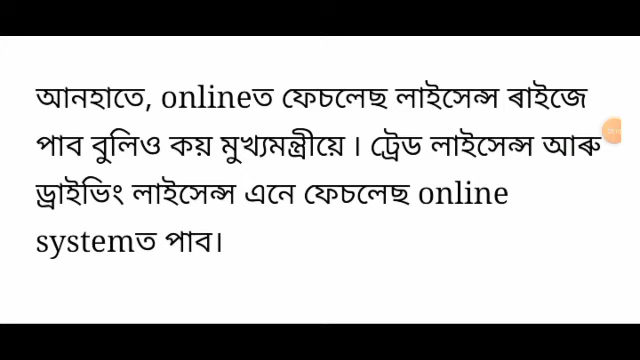 আনহাতে, onlineত ফেচলেছ লাইসেন্স ৰাইজে
পাব বুলিও কয় মুখ্যমন্ত্ৰীয়ে। ট্ৰেড লাইসেন্স আৰু
ড্ৰাইভিং লাইসেন্স এনে ফেচলেছ online
systemত পাব।